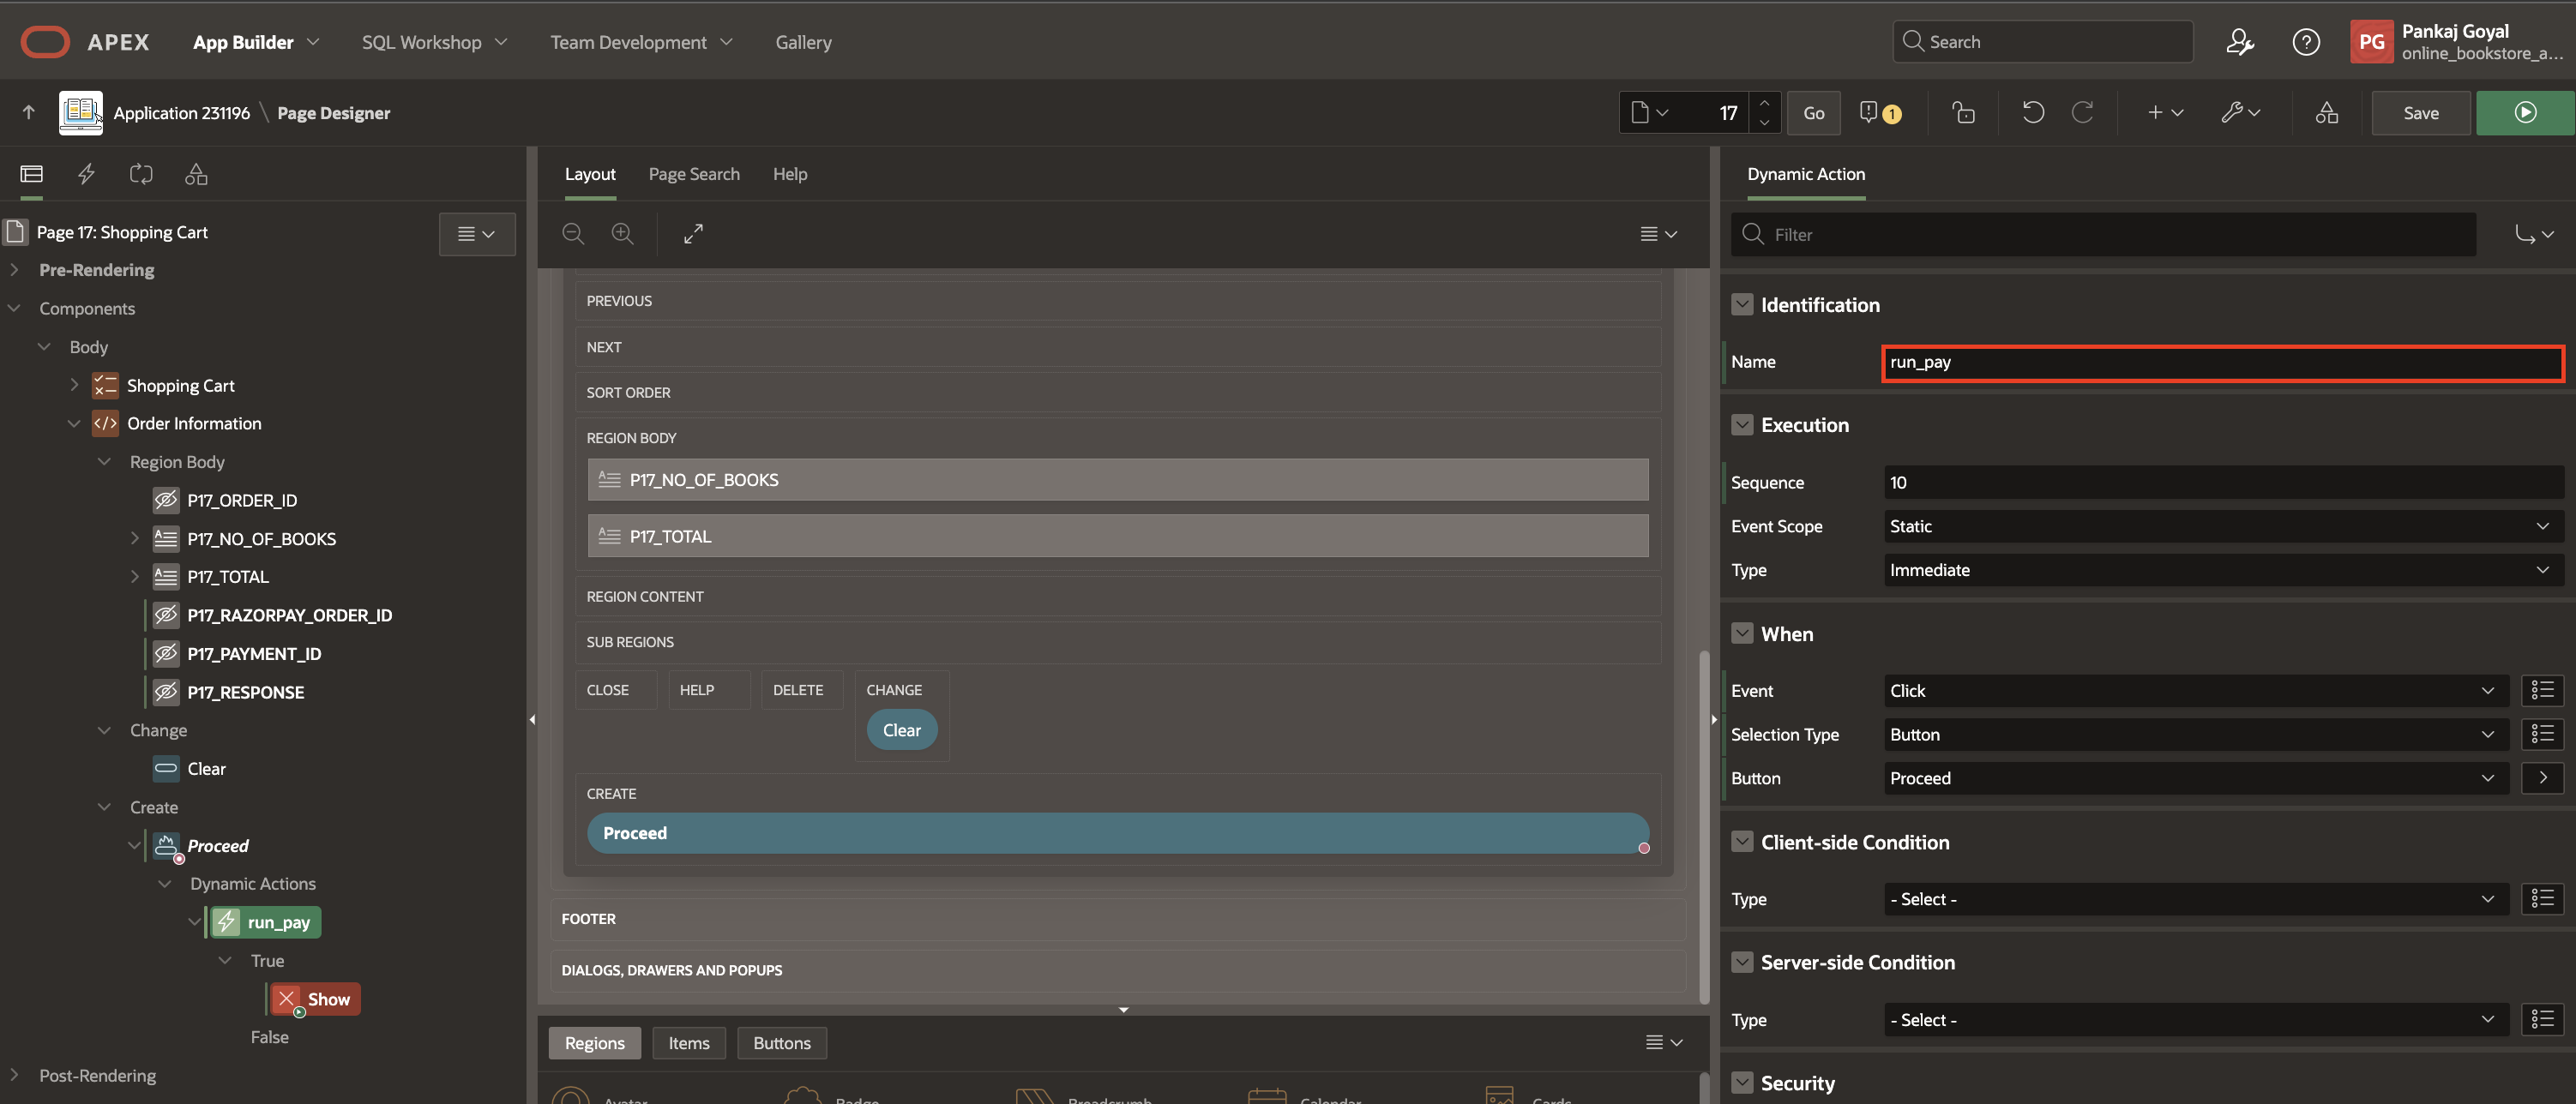 APEX App Builder SQL Workshop Team Development Gallery Search PG Pankaj Goyal
online_bookstore_a...
Application 231196 \ Page Designer 17 Go 1 Save
Layout Page Search Help
Dynamic Action
Page 17: Shopping Cart
Pre-Rendering
Components
Body
Shopping Cart
Order Information
Region Body
P17_ORDER_ID
P17_NO_OF_BOOKS
P17_TOTAL
P17_RAZORPAY_ORDER_ID
P17_PAYMENT_ID
P17_RESPONSE
Change
Clear
Create
Proceed
Dynamic Actions
run_pay
True
Show
False
Post-Rendering
PREVIOUS
NEXT
SORT ORDER
REGION BODY
P17_NO_OF_BOOKS
P17_TOTAL
REGION CONTENT
SUB REGIONS
CLOSE HELP DELETE CHANGE
Clear
CREATE
Proceed
FOOTER
DIALOGS, DRAWERS AND POPUPS
Regions Items Buttons
Avatar Badge Breadcrumb Calendar Cards
Filter
Identification
Name run_pay
Execution
Sequence 10
Event Scope Static
Type Immediate
When
Event Click
Selection Type Button
Button Proceed
Client-side Condition
Type - Select -
Server-side Condition
Type - Select -
Security